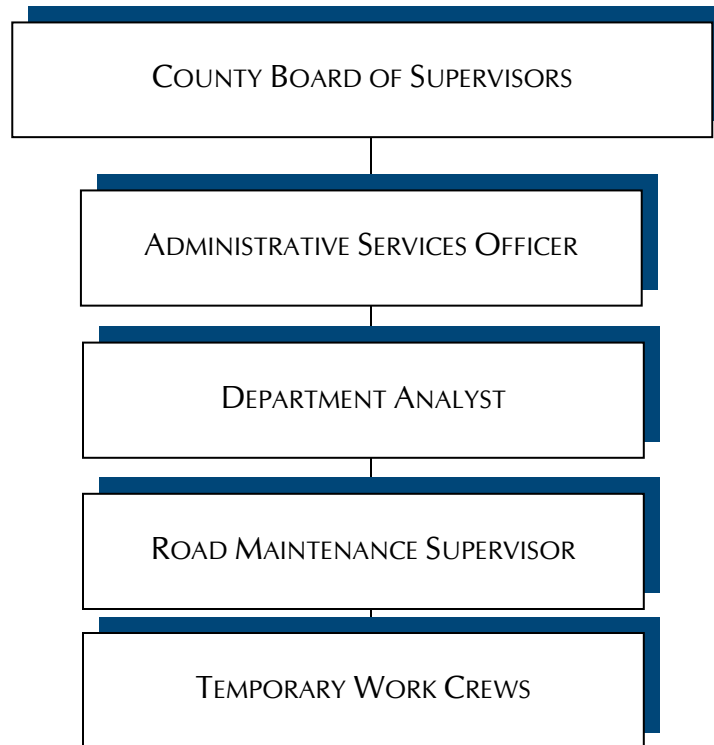 County Board of Supervisors
Administrative Services Officer
Department Analyst
Road Maintenance Supervisor
Temporary Work Crews